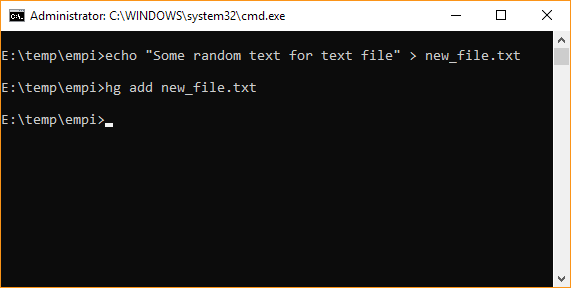 Administrator: C:\WINDOWS\system32\cmd.exe
E:\temp\empi>echo "Some random text for text file" > new_file.txt
E:\temp\empi>hg add new_file.txt
E:\temp\empi>